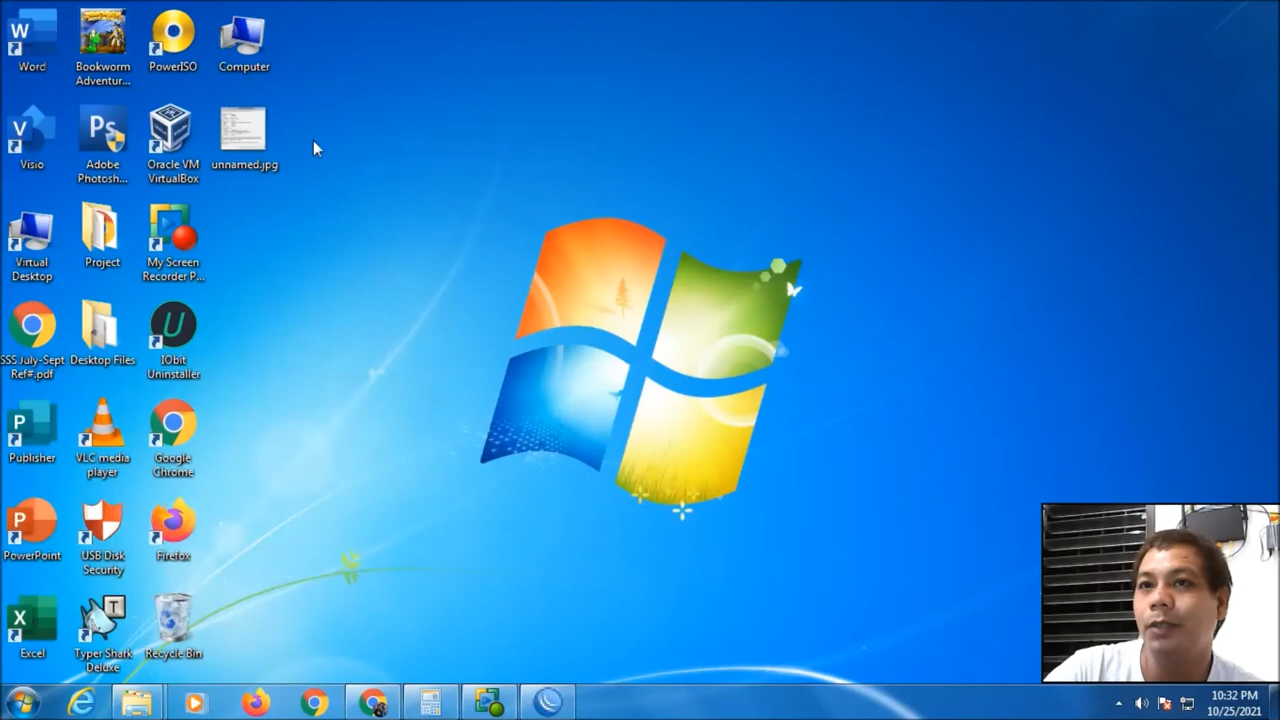 Word
Bookworm
Adventur...
PowerISO
Computer
Visio
Adobe
Photosh...
Oracle VM
VirtualBox
unnamed.jpg
Virtual
Desktop
Project
My Screen
Recorder P...
SSS July-Sept
Ref#.pdf
Desktop Files
IObit
Uninstaller
Publisher
VLC media
player
Google
Chrome
PowerPoint
USB Disk
Security
Firefox
Excel
Typer Shark
Deluxe
Recycle Bin
10:32 PM
10/25/2021